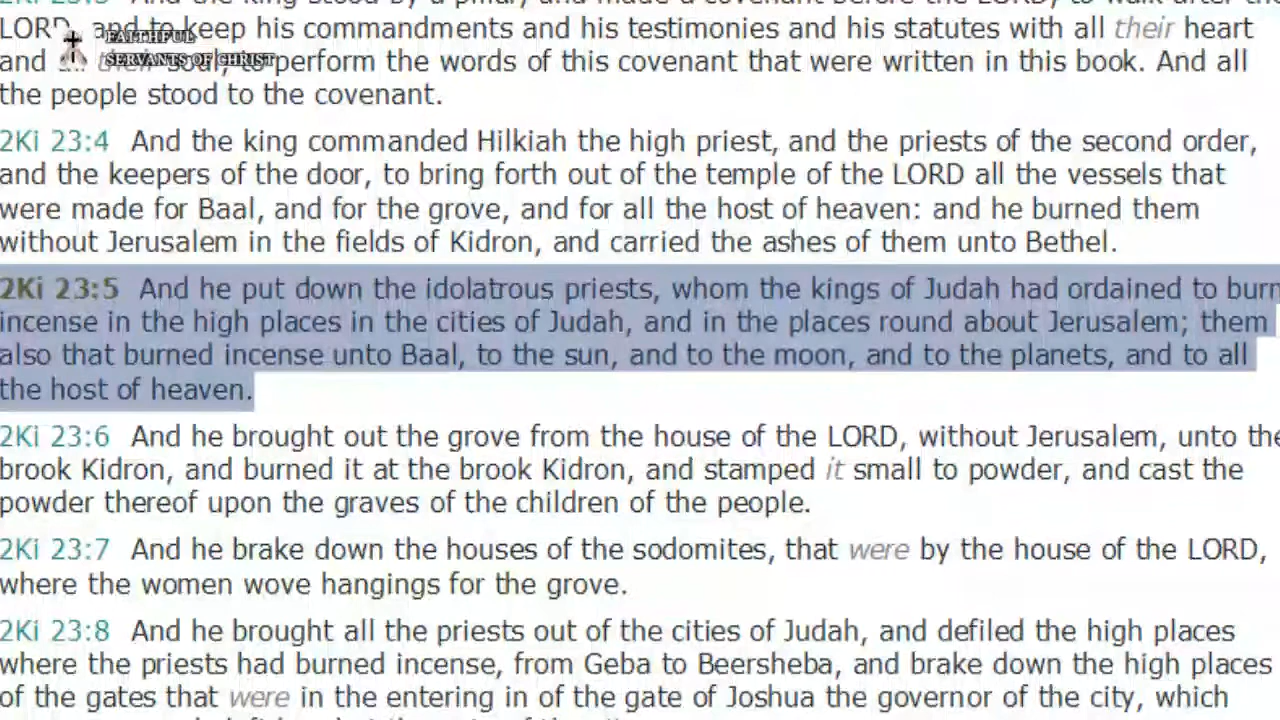 LORD, and to keep his commandments and his testimonies and his statutes with all their heart
FAITHFUL
SERVANTS OF CHRIST
and all their soul, to perform the words of this covenant that were written in this book. And all
the people stood to the covenant.
2Ki 23:4 And the king commanded Hilkiah the high priest, and the priests of the second order,
and the keepers of the door, to bring forth out of the temple of the LORD all the vessels that
were made for Baal, and for the grove, and for all the host of heaven: and he burned them
without Jerusalem in the fields of Kidron, and carried the ashes of them unto Bethel.
2Ki 23:5 And he put down the idolatrous priests, whom the kings of Judah had ordained to burn
incense in the high places in the cities of Judah, and in the places round about Jerusalem; them
also that burned incense unto Baal, to the sun, and to the moon, and to the planets, and to all
the host of heaven.
2Ki 23:6 And he brought out the grove from the house of the LORD, without Jerusalem, unto the
brook Kidron, and burned it at the brook Kidron, and stamped it small to powder, and cast the
powder thereof upon the graves of the children of the people.
2Ki 23:7 And he brake down the houses of the sodomites, that were by the house of the LORD,
where the women wove hangings for the grove.
2Ki 23:8 And he brought all the priests out of the cities of Judah, and defiled the high places
where the priests had burned incense, from Geba to Beersheba, and brake down the high places
of the gates that were in the entering in of the gate of Joshua the governor of the city, which